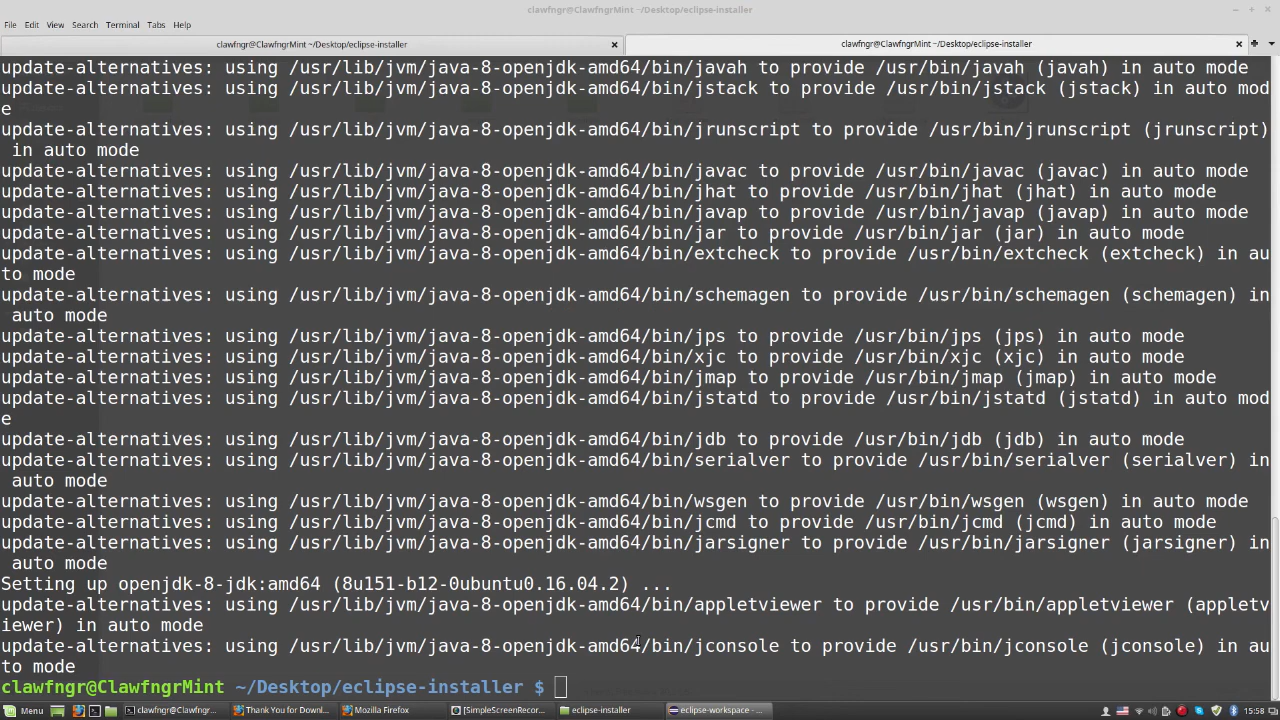 clawfngr@ClawfngrMint ~/Desktop/eclipse-installer
File Edit View Search Terminal Tabs Help
clawfngr@ClawfngrMint ~/Desktop/eclipse-installer clawfngr@ClawfngrMint ~/Desktop/eclipse-installer
update-alternatives: using /usr/lib/jvm/java-8-openjdk-amd64/bin/javah to provide /usr/bin/javah (javah) in auto mode
update-alternatives: using /usr/lib/jvm/java-8-openjdk-amd64/bin/jstack to provide /usr/bin/jstack (jstack) in auto mod
e
update-alternatives: using /usr/lib/jvm/java-8-openjdk-amd64/bin/jrunscript to provide /usr/bin/jrunscript (jrunscript)
 in auto mode
update-alternatives: using /usr/lib/jvm/java-8-openjdk-amd64/bin/javac to provide /usr/bin/javac (javac) in auto mode
update-alternatives: using /usr/lib/jvm/java-8-openjdk-amd64/bin/jhat to provide /usr/bin/jhat (jhat) in auto mode
update-alternatives: using /usr/lib/jvm/java-8-openjdk-amd64/bin/javap to provide /usr/bin/javap (javap) in auto mode
update-alternatives: using /usr/lib/jvm/java-8-openjdk-amd64/bin/jar to provide /usr/bin/jar (jar) in auto mode
update-alternatives: using /usr/lib/jvm/java-8-openjdk-amd64/bin/extcheck to provide /usr/bin/extcheck (extcheck) in au
to mode
update-alternatives: using /usr/lib/jvm/java-8-openjdk-amd64/bin/schemagen to provide /usr/bin/schemagen (schemagen) in
 auto mode
update-alternatives: using /usr/lib/jvm/java-8-openjdk-amd64/bin/jps to provide /usr/bin/jps (jps) in auto mode
update-alternatives: using /usr/lib/jvm/java-8-openjdk-amd64/bin/xjc to provide /usr/bin/xjc (xjc) in auto mode
update-alternatives: using /usr/lib/jvm/java-8-openjdk-amd64/bin/jmap to provide /usr/bin/jmap (jmap) in auto mode
update-alternatives: using /usr/lib/jvm/java-8-openjdk-amd64/bin/jstatd to provide /usr/bin/jstatd (jstatd) in auto mod
e
update-alternatives: using /usr/lib/jvm/java-8-openjdk-amd64/bin/jdb to provide /usr/bin/jdb (jdb) in auto mode
update-alternatives: using /usr/lib/jvm/java-8-openjdk-amd64/bin/serialver to provide /usr/bin/serialver (serialver) in
 auto mode
update-alternatives: using /usr/lib/jvm/java-8-openjdk-amd64/bin/wsgen to provide /usr/bin/wsgen (wsgen) in auto mode
update-alternatives: using /usr/lib/jvm/java-8-openjdk-amd64/bin/jcmd to provide /usr/bin/jcmd (jcmd) in auto mode
update-alternatives: using /usr/lib/jvm/java-8-openjdk-amd64/bin/jarsigner to provide /usr/bin/jarsigner (jarsigner) in
 auto mode
Setting up openjdk-8-jdk:amd64 (8u151-b12-0ubuntu0.16.04.2) ...
update-alternatives: using /usr/lib/jvm/java-8-openjdk-amd64/bin/appletviewer to provide /usr/bin/appletviewer (appletv
iewer) in auto mode
update-alternatives: using /usr/lib/jvm/java-8-openjdk-amd64/bin/jconsole to provide /usr/bin/jconsole (jconsole) in au
to mode
clawfngr@ClawfngrMint ~/Desktop/eclipse-installer $
Menu clawfngr@Clawfngr... Thank You for Downl... Mozilla Firefox [SimpleScreenRecor... eclipse-installer eclipse-workspace - ... 15:58